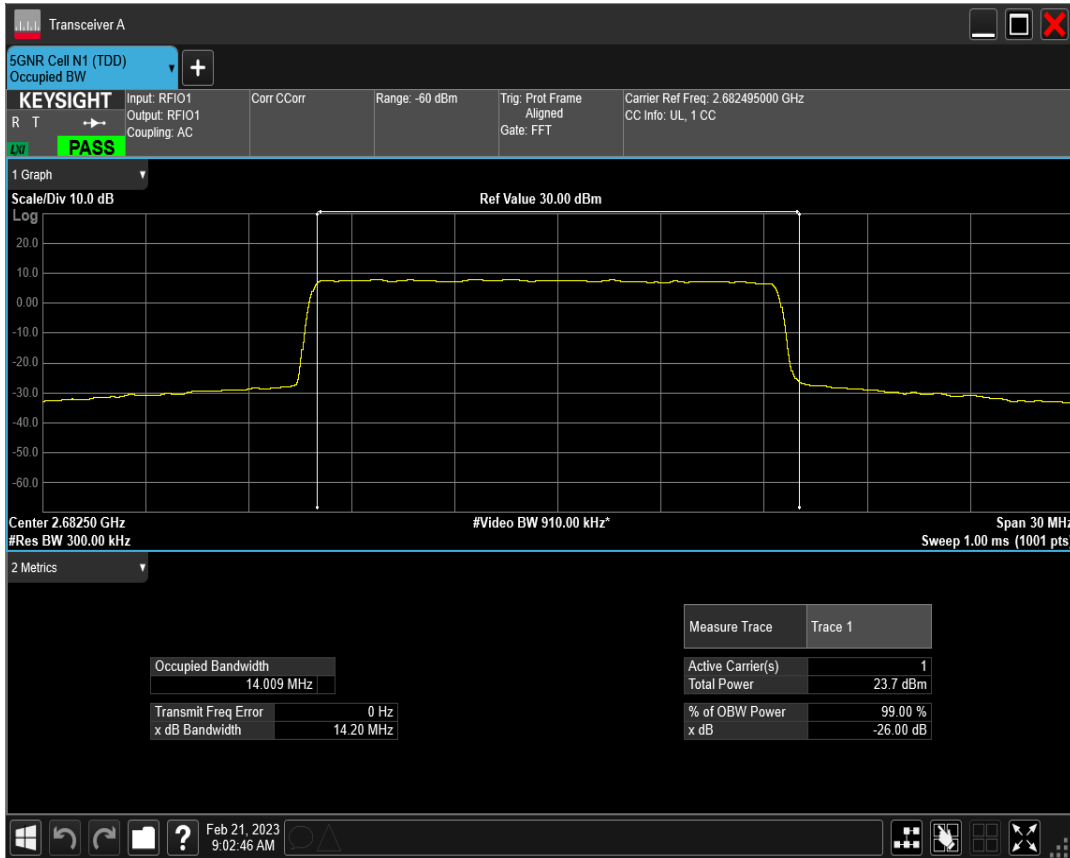 Transceiver A
5GNR Cell N1 (TDD)
Occupied BW
+
KEYSIGHT
R T
LXI
PASS
Input: RFIO1
Output: RFIO1
Coupling: AC
Corr CCorr
Range: -60 dBm
Trig: Prot Frame
Aligned
Gate: FFT
Carrier Ref Freq: 2.682495000 GHz
CC Info: UL, 1 CC
1 Graph
Scale/Div 10.0 dB
Ref Value 30.00 dBm
Log
20.0
10.0
0.00
-10.0
-20.0
-30.0
-40.0
-50.0
-60.0
Center 2.68250 GHz
#Video BW 910.00 kHz*
Span 30 MHz
#Res BW 300.00 kHz
Sweep 1.00 ms (1001 pts)
2 Metrics
Measure Trace Trace 1
Occupied Bandwidth
14.009 MHz
Active Carrier(s) 1
Total Power 23.7 dBm
Transmit Freq Error 0 Hz
x dB Bandwidth 14.20 MHz
% of OBW Power 99.00 %
x dB -26.00 dB
?
Feb 21, 2023
9:02:46 AM